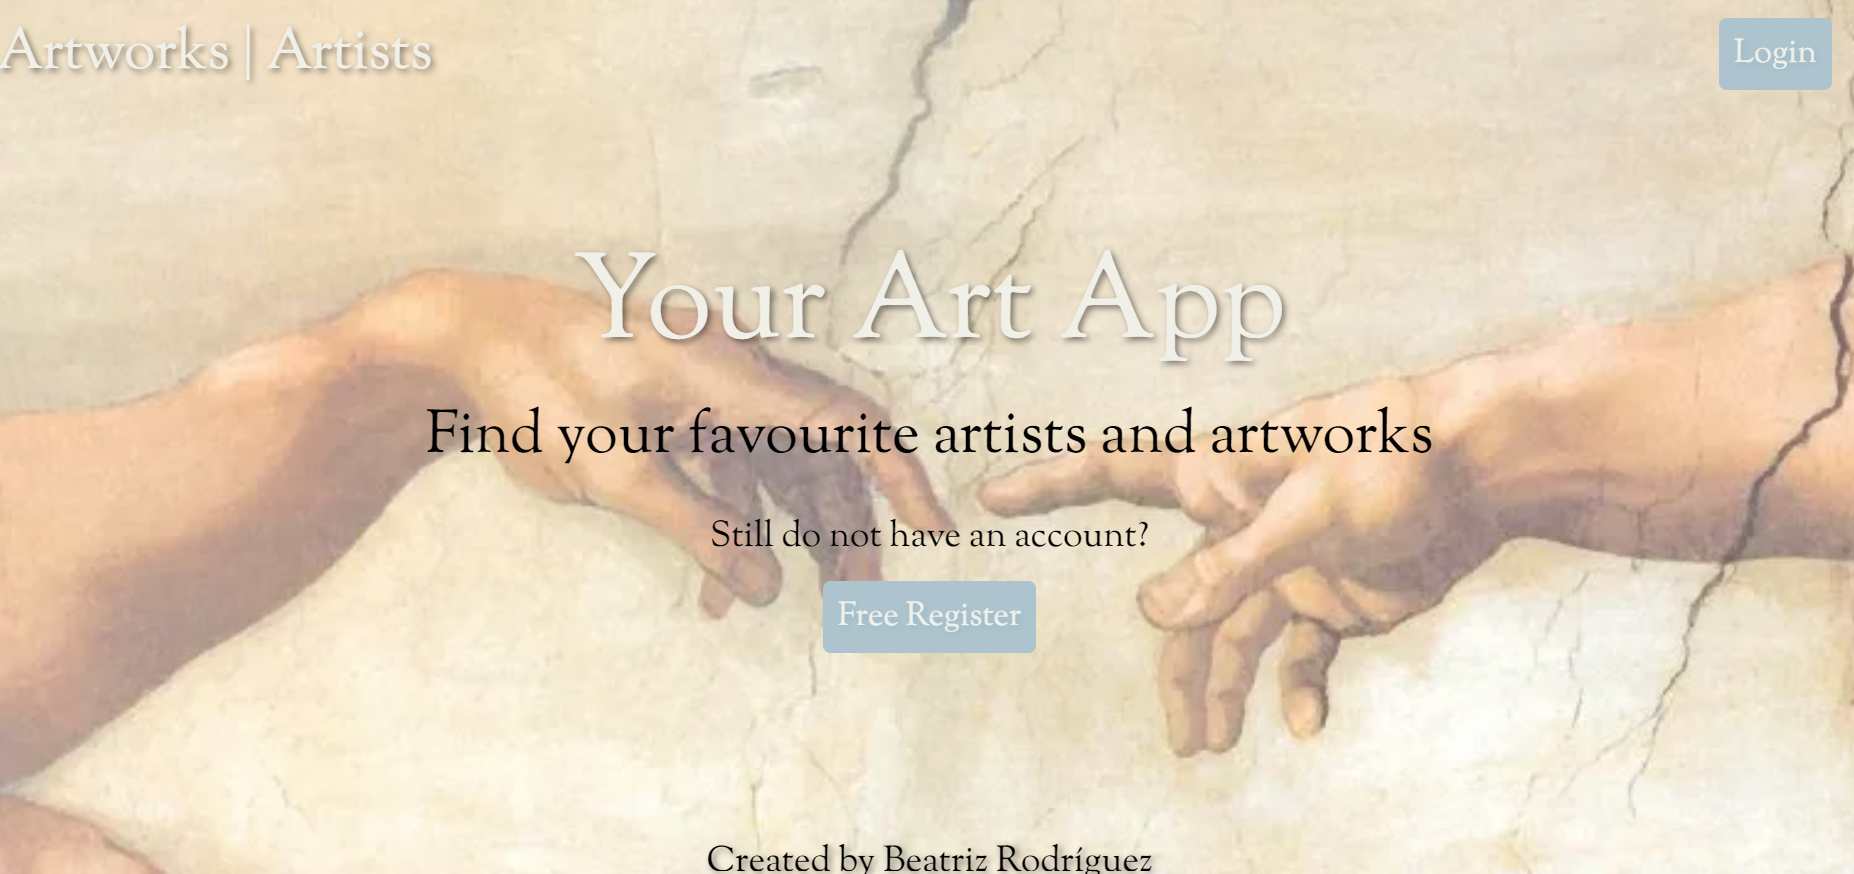 Artworks | Artists
Login
Your Art App
Find your favourite artists and artworks
Still do not have an account?
Free Register
Created by Beatriz Rodríguez